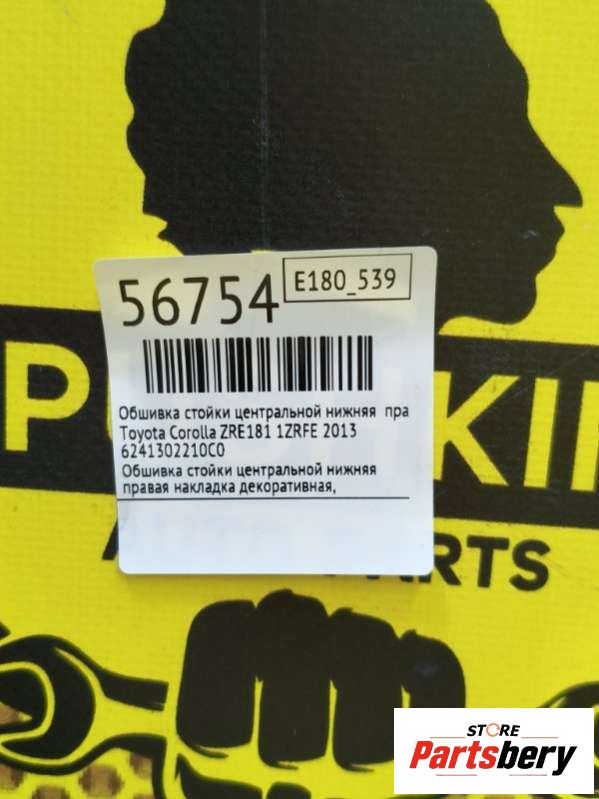 56754
E180_539
Обшивка стойки центральной нижняя пра
Toyota Corolla ZRE181 1ZRFE 2013
6241302210C0
Обшивка стойки центральной нижняя
правая накладка декоративная,
STORE
Partsbery